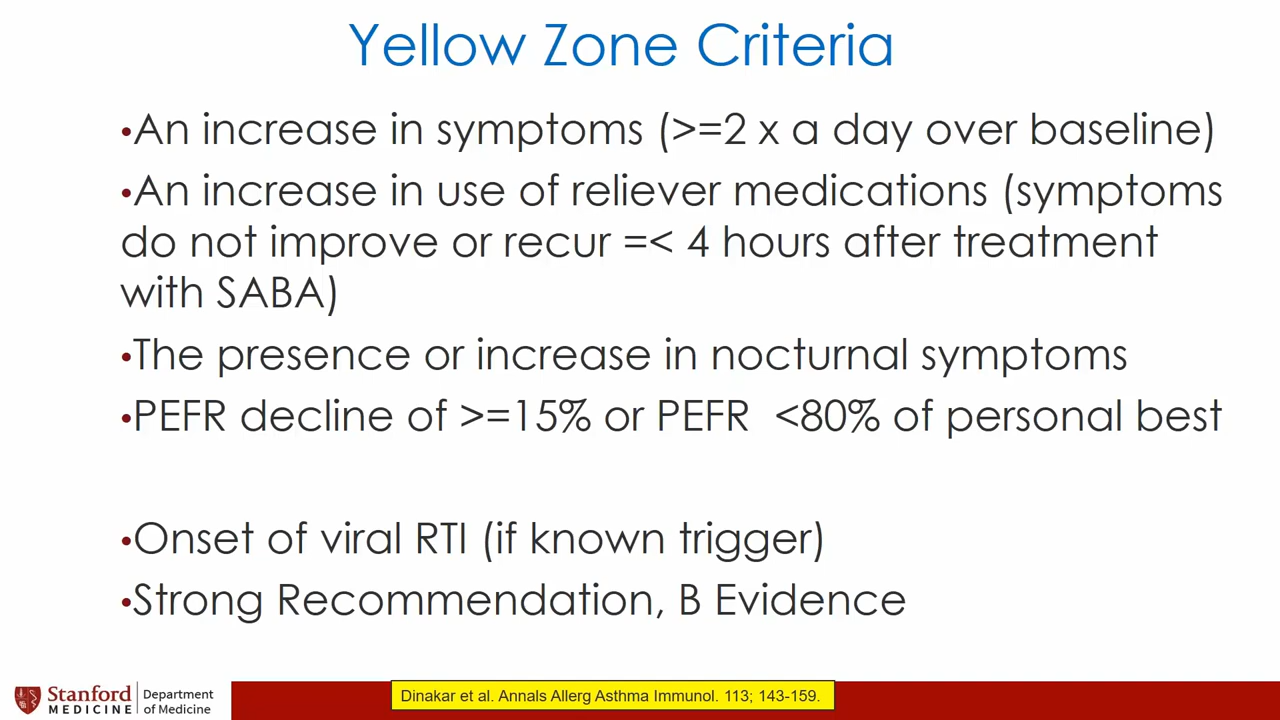 Yellow Zone Criteria
•An increase in symptoms (>=2 x a day over baseline)
•An increase in use of reliever medications (symptoms
do not improve or recur =< 4 hours after treatment
with SABA)
•The presence or increase in nocturnal symptoms
•PEFR decline of >=15% or PEFR <80% of personal best
•Onset of viral RTI (if known trigger)
•Strong Recommendation, B Evidence
Stanford
MEDICINE
Department
of Medicine
Dinakar et al. Annals Allerg Asthma Immunol. 113; 143-159.